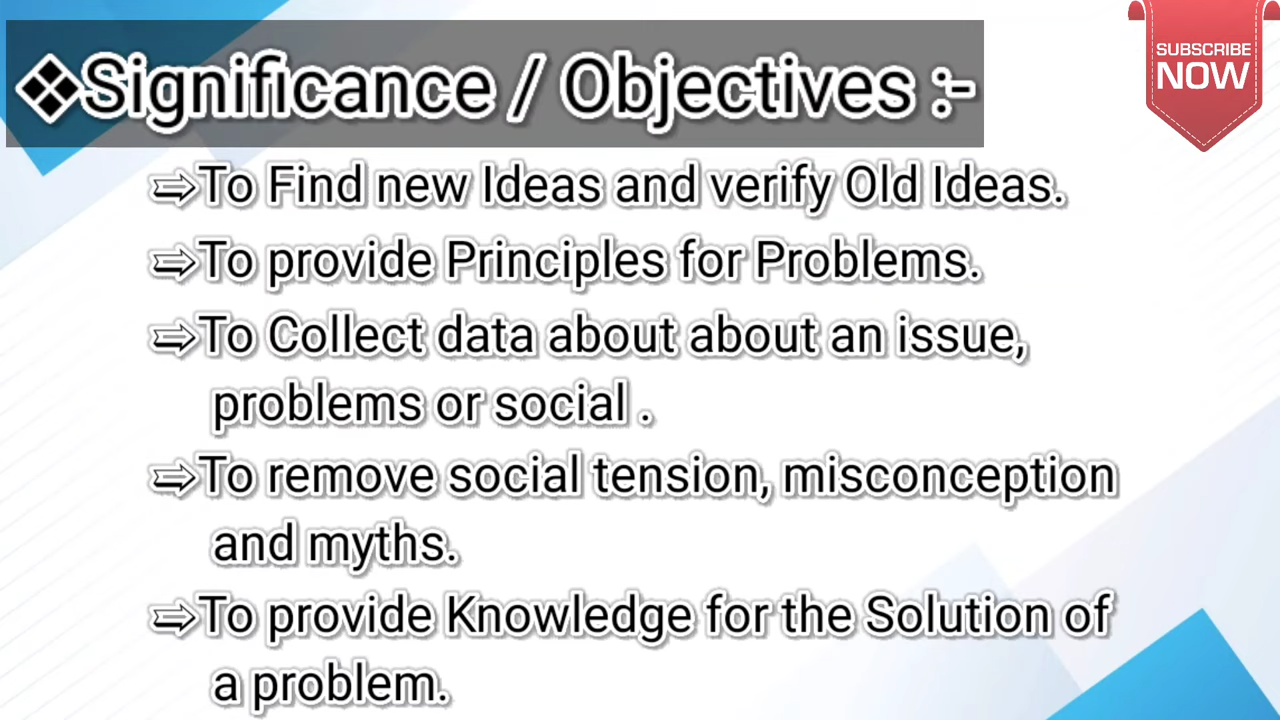 ❖Significance / Objectives :-
SUBSCRIBE
NOW
⇨To Find new Ideas and verify Old Ideas.
⇨To provide Principles for Problems.
⇨To Collect data about about an issue,
problems or social .
⇨To remove social tension, misconception
and myths.
⇨To provide Knowledge for the Solution of
a problem.